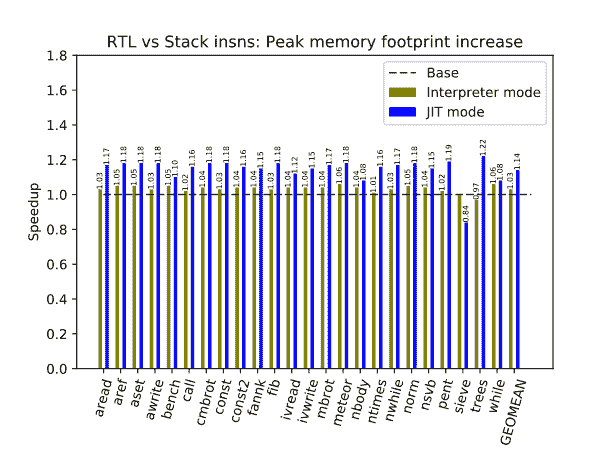 RTL vs Stack insns: Peak memory footprint increase
Base
Interpreter mode
JIT mode
Speedup
1.8
1.6
1.4
1.2
1.0
0.8
0.6
0.4
0.2
0.0
1.03 1.17
1.05 1.18
1.05 1.18
1.03 1.18
1.05 1.10
1.02 1.16
1.04 1.18
1.03 1.18
1.04 1.16
1.04 1.15
1.03 1.18
1.04 1.12
1.04 1.15
1.04 1.17
1.06 1.18
1.04 1.08
1.01 1.16
1.03 1.17
1.05 1.18
1.04 1.15
1.02 1.19
0.84
0.97 1.22
1.06 1.08
1.03 1.14
aread
aref
aset
awrite
bench
call
cmbrot
const
const2
fannk
fib
ivread
ivwrite
mbrot
meteor
nbody
ntimes
nwhile
norm
nsvb
pent
sieve
trees
while
GEOMEAN